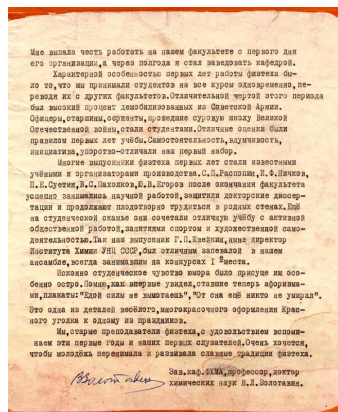 Мне выпала честь работать на нашем факультете с первого дня
его организации, а через полгода я стал заведовать кафедрой.
Характерной особенностью первых лет работы физтеха бы-
ло то, что мы принимали студентов на все курсы одновременно, пе-
реводя их с других факультетов. Отличительной чертой этого периода
был высокий процент демобилизованных из Советской Армии.
Офицеры, старшины, сержанты, прошедшие суровую школу Великой
Отечественной войны, стали студентами. Отличные оценки были
правилом первых лет учёбы. Самостоятельность, вдумчивость,
инициатива, упорство-отличали наш первый набор.
Многие выпускники физтеха первых лет стали известными
учёными и организаторами производства. С.П.Распопин, И.Ф.Ничков,
П.Е.Суетин, В.С.Пахолков, Ю.В.Егоров после окончания факультета
успешно занимались научной работой, защитили докторские диссер-
тации и продолжают плодотворно трудиться в родных стенах. Ещё
на студенческой скамье они сочетали отличную учёбу с активной
общественной работой, занятиями спортом и художественной само-
деятельностью. Так наш выпускник Г.П.Швейкин, ныне директор
Института Химии УНЦ СССР, был отличным запевалой в нашем
ансамбле, всегда занимавшим на конкурсах I место.
Исконно студенческое чувство юмора было присуще им осо-
бенно остро. Помню, как впервые увидел, ставшие теперь афоризма-
ми, плакаты: "Едой силы не вымотаешь", "От сна ещё никто не умирал".
Это одна из деталей весёлого, многокрасочного оформления Крас-
ного уголка к одному из праздников.
Мы, старые преподаватели физтеха, с удовольствием вспоми-
наем эти первые годы и наших первых слушателей. Очень хочется,
чтобы молодёжь перенимала и развивала славные традиции физтеха.
Зав.каф.ФХМА, профессор, доктор
химических наук В.Л.Золотавин.